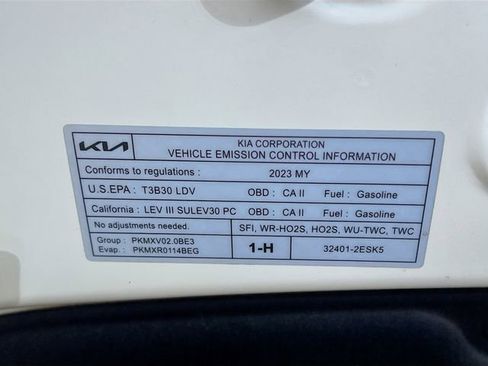 KIA
KIA CORPORATION
VEHICLE EMISSION CONTROL INFORMATION
Conforms to regulations : 2023 MY
U.S.EPA : T3B30 LDV OBD : CA II Fuel : Gasoline
California : LEV III SULEV30 PC OBD : CA II Fuel : Gasoline
No adjustments needed. SFI, WR-HO2S, HO2S, WU-TWC, TWC
Group : PKMXV02.0BE3
Evap. : PKMXR0114BEG
1-H
32401-2ESK5